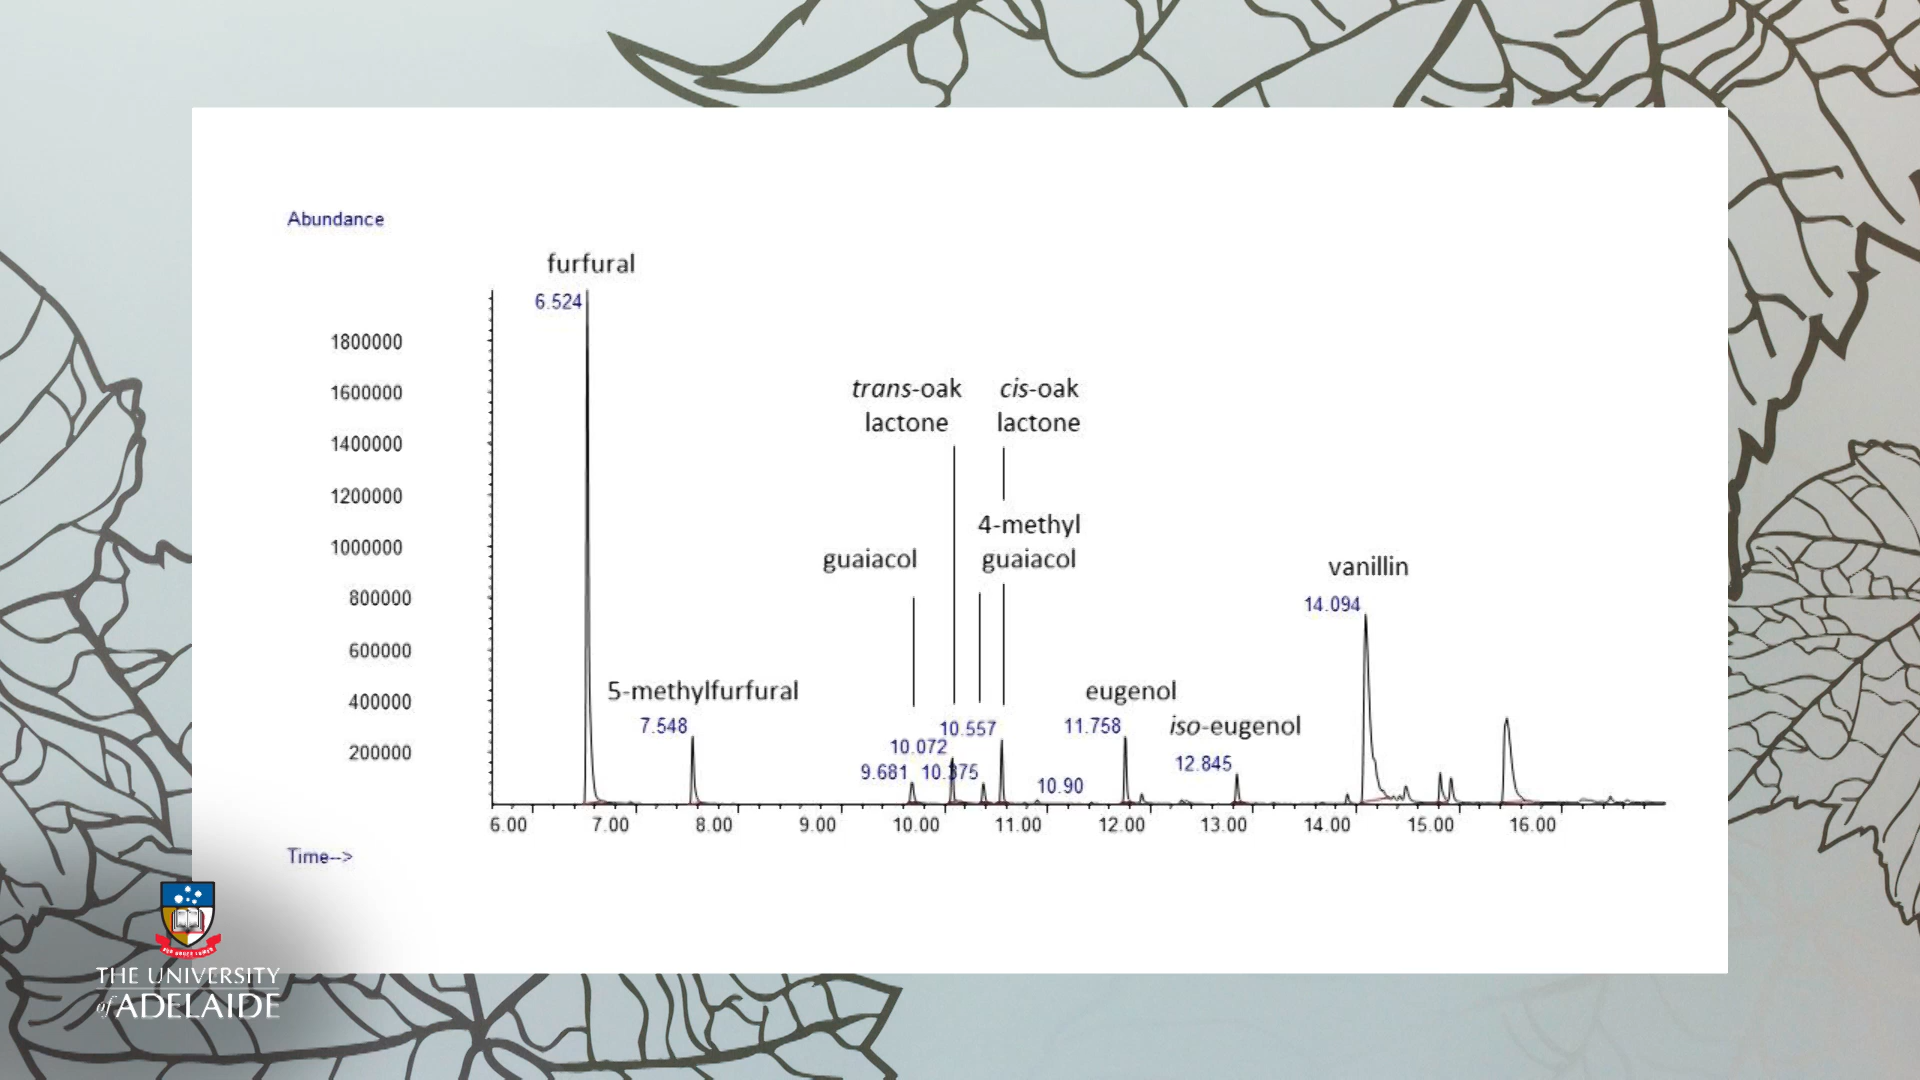 Abundance
furfural
6.524
1800000
1600000
trans-oak
lactone
cis-oak
lactone
1400000
1200000
4-methyl
guaiacol
1000000
guaiacol
vanillin
800000
14.094
600000
5-methylfurfural
eugenol
400000
7.548
10.557
11.758
iso-eugenol
10.072
200000
12.845
9.681
10.375
10.90
6.00 7.00 8.00 9.00 10.00 11.00 12.00 13.00 14.00 15.00 16.00
Time-->
THE UNIVERSITY
of ADELAIDE